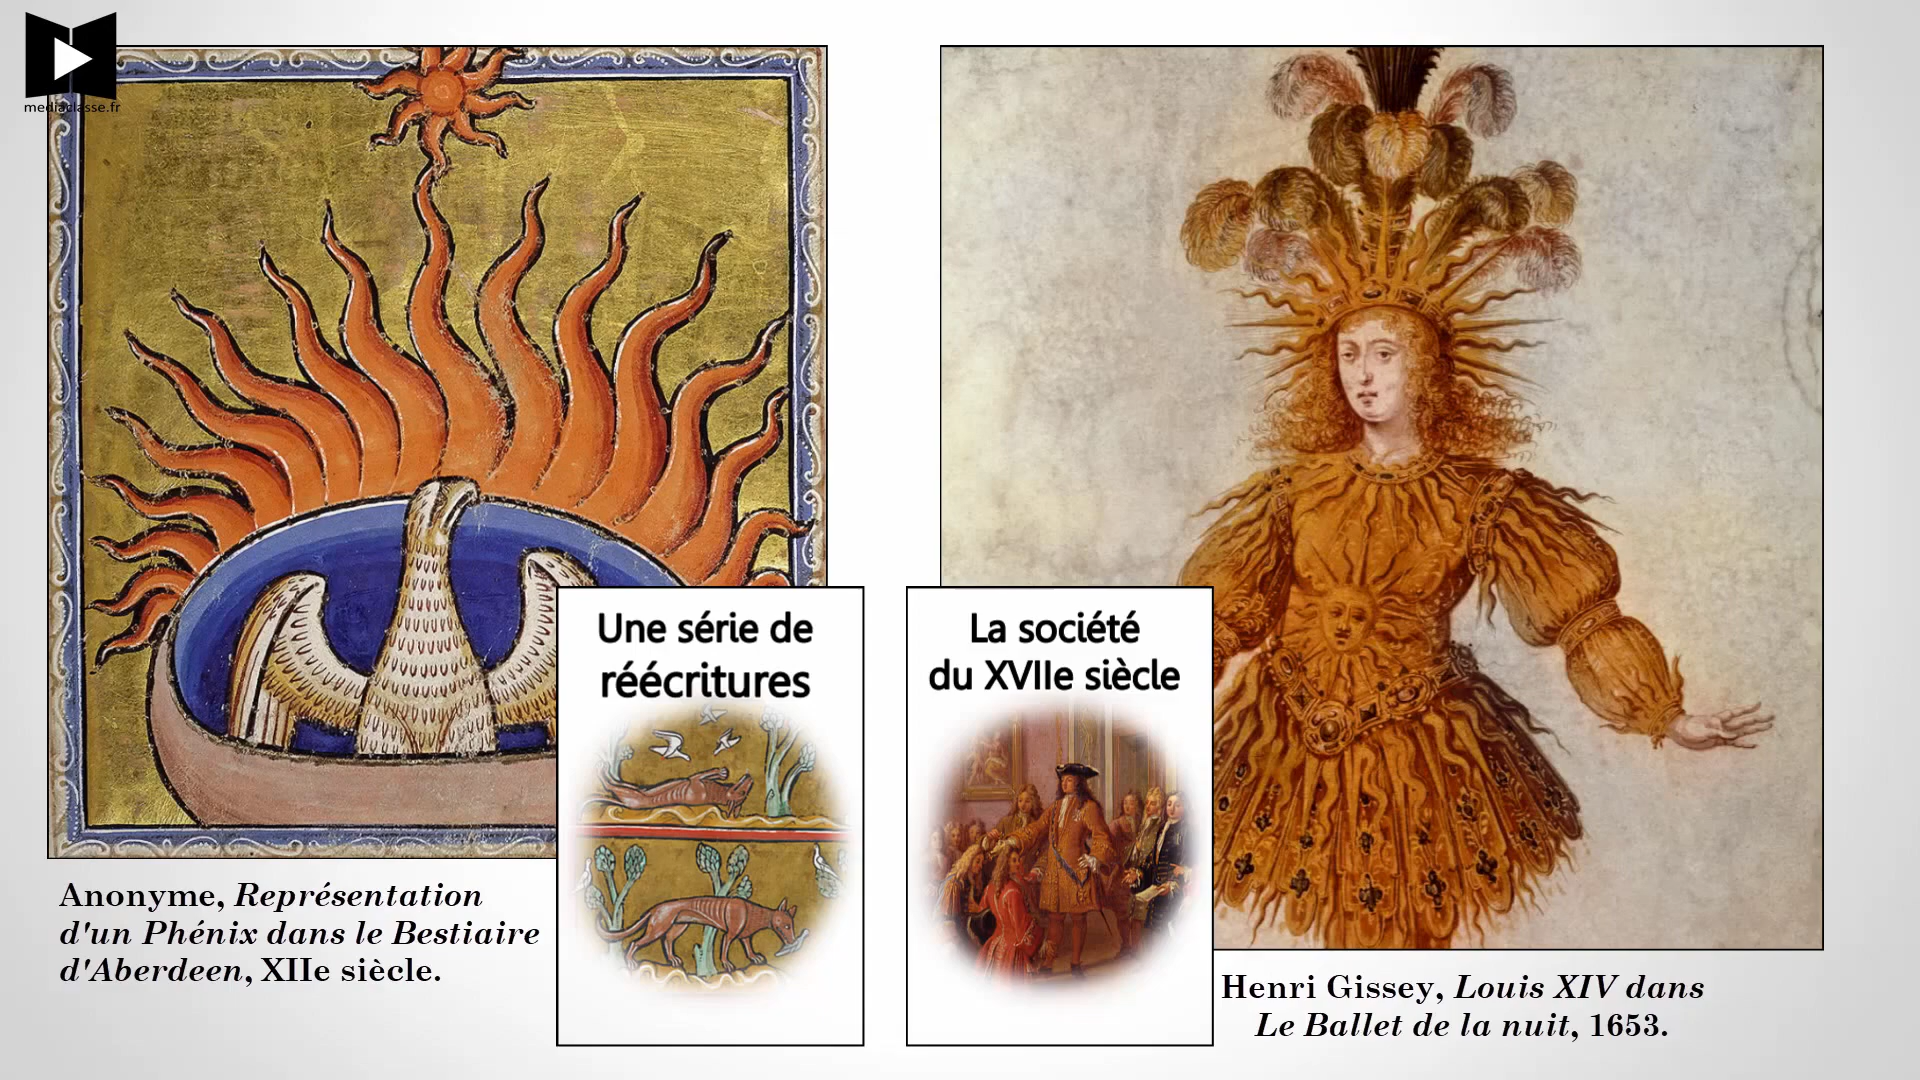 mediaclasse.fr
Une série de
réécritures
La société
du XVIIe siècle
Anonyme, Représentation
d'un Phénix dans le Bestiaire
d'Aberdeen, XIIe siècle.
Henri Gissey, Louis XIV dans
Le Ballet de la nuit, 1653.